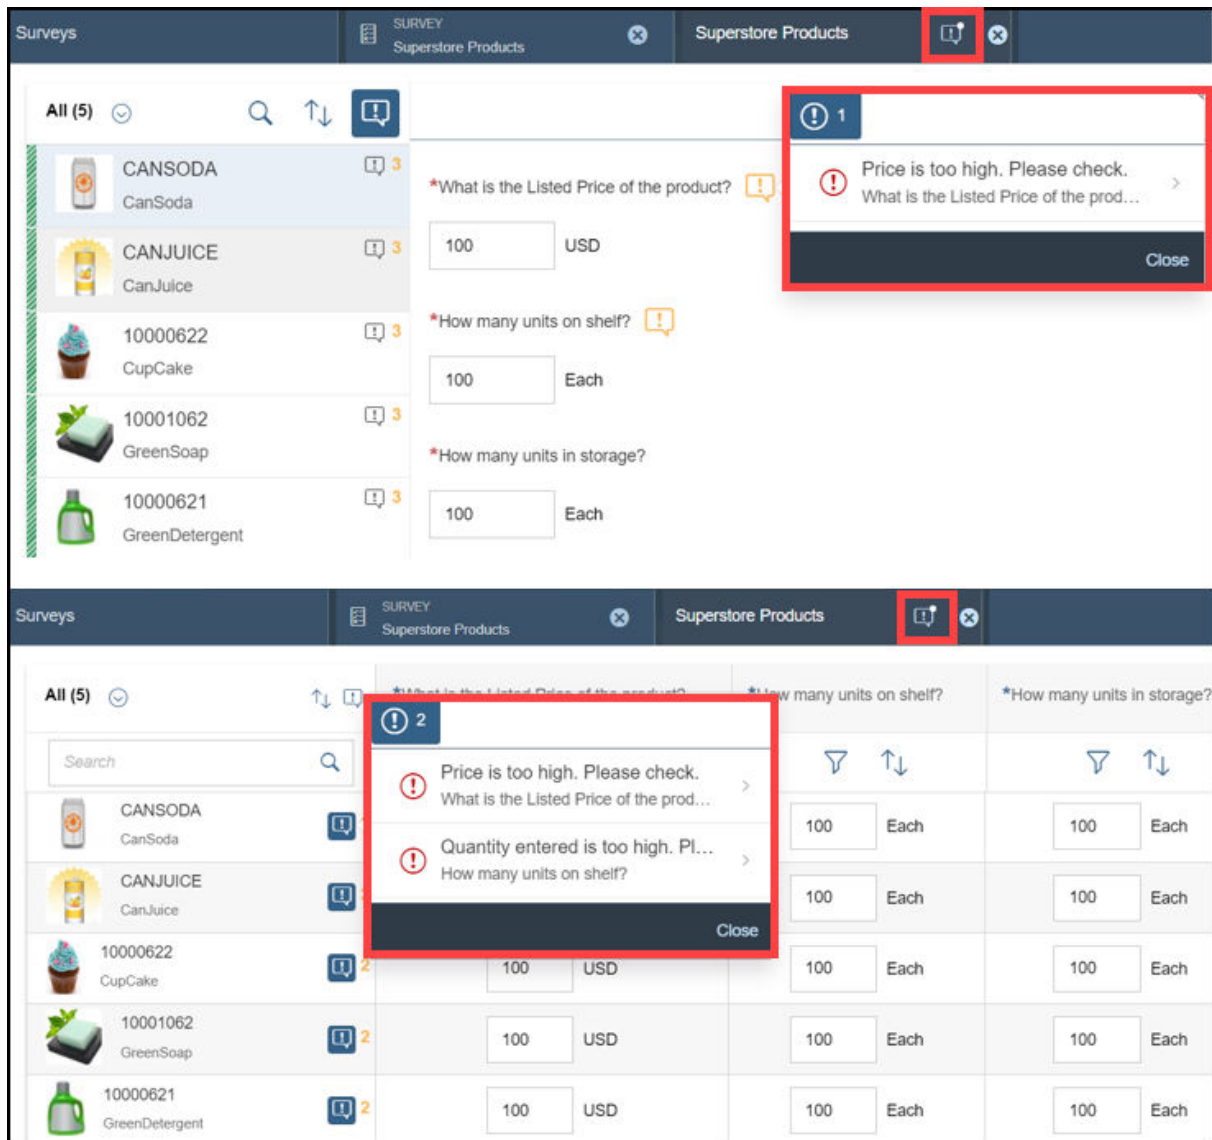 Surveys
SURVEY
Superstore Products
Superstore Products
All (5)
1
CANSODA
CanSoda
3
*What is the Listed Price of the product?
Price is too high. Please check.
What is the Listed Price of the prod...
CANJUICE
CanJuice
3
100 USD
Close
10000622
CupCake
3
*How many units on shelf?
100 Each
10001062
GreenSoap
3
*How many units in storage?
10000621
GreenDetergent
3
100 Each
Surveys
SURVEY
Superstore Products
Superstore Products
All (5)
*How many units on shelf?
*How many units in storage?
2
Search
Price is too high. Please check.
What is the Listed Price of the prod...
Quantity entered is too high. Pl...
How many units on shelf?
Close
CANSODA
CanSoda
100 Each
100 Each
CANJUICE
CanJuice
100 Each
100 Each
10000622
CupCake
2
100 USD
100 Each
100 Each
10001062
GreenSoap
2
100 USD
100 Each
100 Each
10000621
GreenDetergent
2
100 USD
100 Each
100 Each